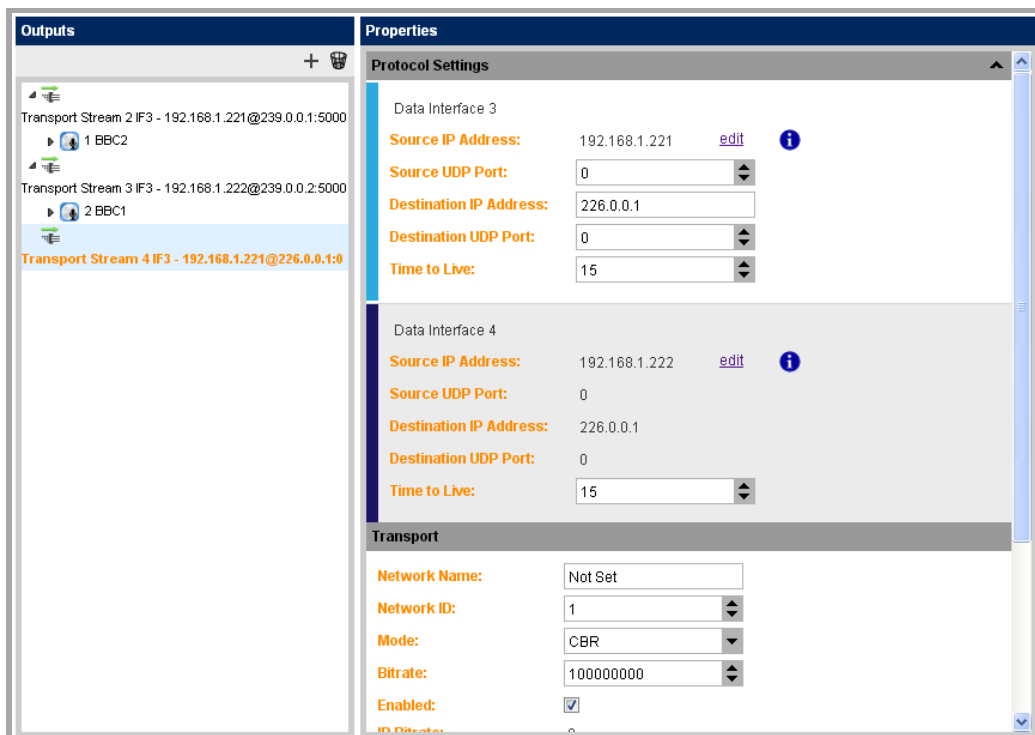 Outputs
Transport Stream 2 IF3 - 192.168.1.221@239.0.0.1:5000
1 BBC2
Transport Stream 3 IF3 - 192.168.1.222@239.0.0.2:5000
2 BBC1
Transport Stream 4 IF3 - 192.168.1.221@226.0.0.1:0
Properties
Protocol Settings
Data Interface 3
Source IP Address: 192.168.1.221 edit
Source UDP Port: 0
Destination IP Address: 226.0.0.1
Destination UDP Port: 0
Time to Live: 15
Data Interface 4
Source IP Address: 192.168.1.222 edit
Source UDP Port: 0
Destination IP Address: 226.0.0.1
Destination UDP Port: 0
Time to Live: 15
Transport
Network Name: Not Set
Network ID: 1
Mode: CBR
Bitrate: 100000000
Enabled:
IP Bitrate: